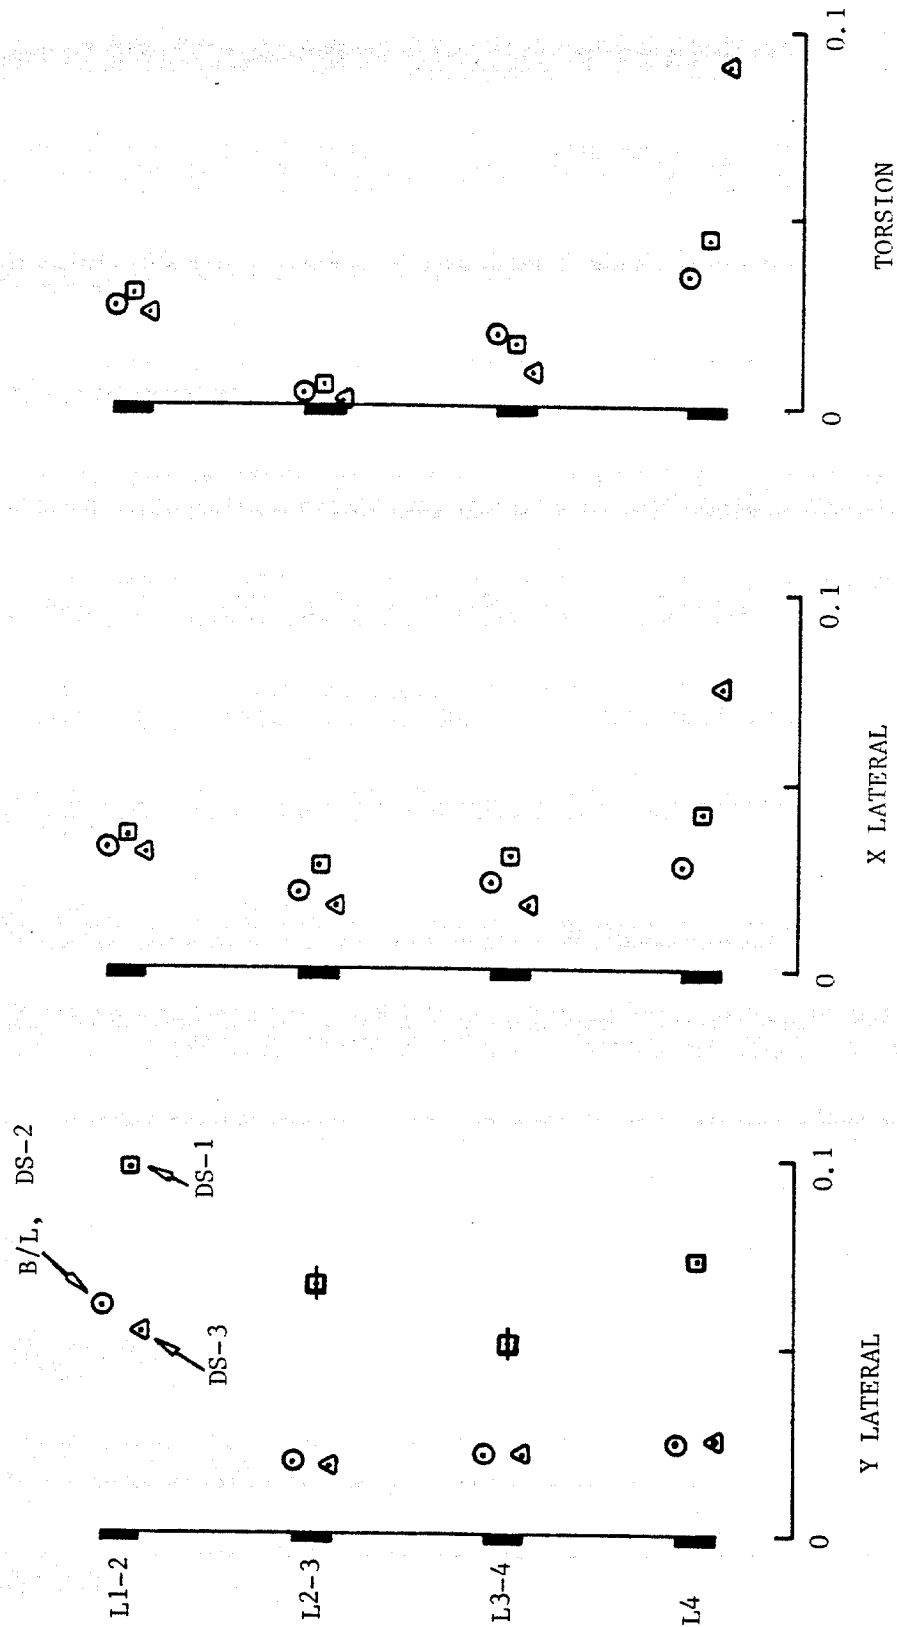 B/L, DS-2
DS-1
DS-3
L1-2
L2-3
L3-4
L4
0
0.1
0
0.1
0
0.1
Y LATERAL
X LATERAL
TORSION